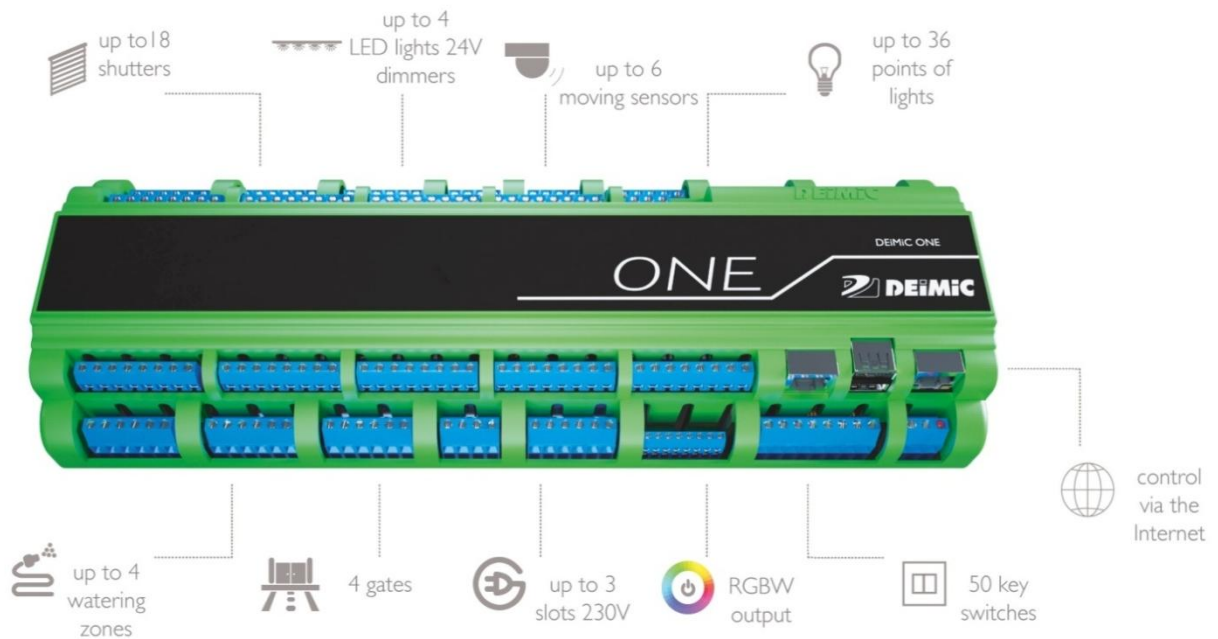 up to18
shutters
up to 4
LED lights 24V
dimmers
up to 6
moving sensors
up to 36
points of
lights
DEiMiC
DEiMiC ONE
ONE
DEiMiC
control
via the
Internet
up to 4
watering
zones
4 gates
up to 3
slots 230V
RGBW
output
50 key
switches